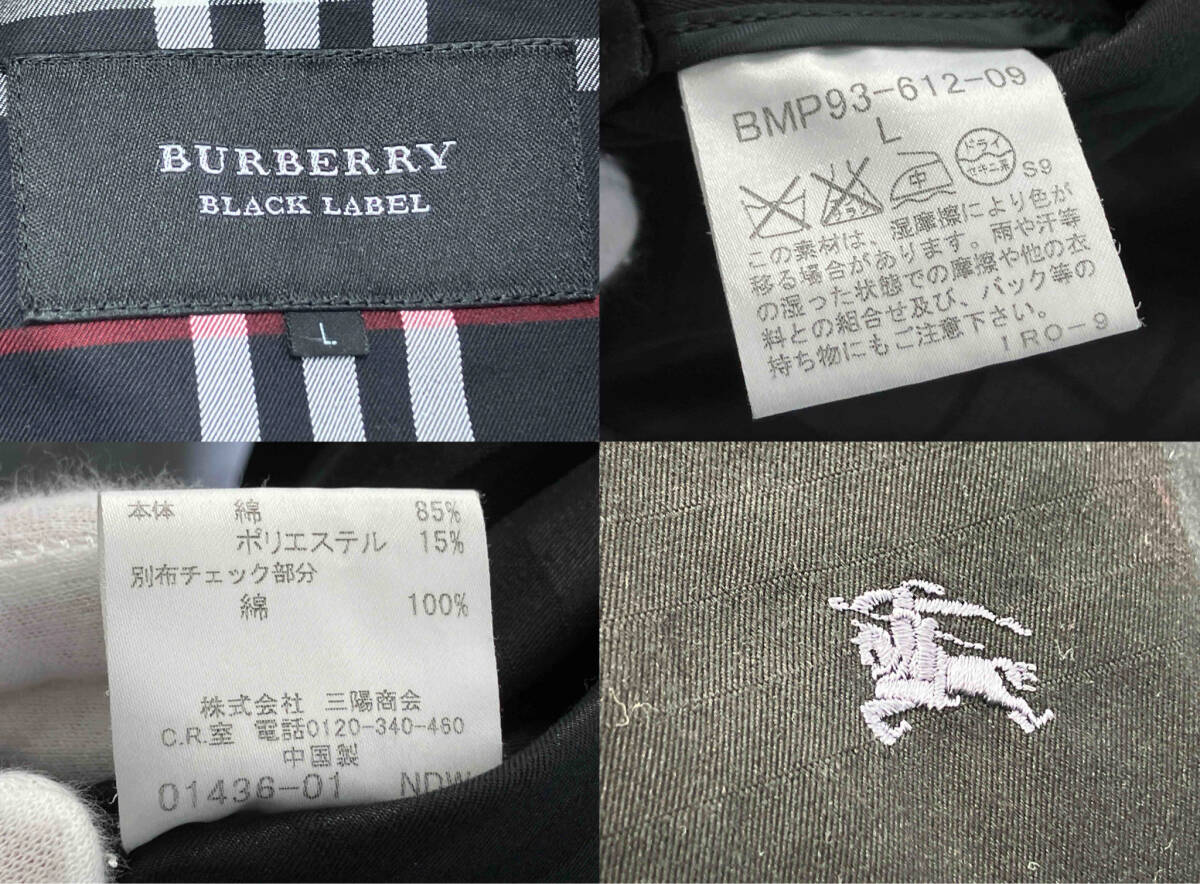 BURBERRY
BLACK LABEL
L
BMP93-612-09
L
ドライ
セキユ系
中
エンソ
サラシ
S9
この素材は、湿摩擦により色が
移る場合があります。雨や汗等
の湿った状態での摩擦や他の衣
料との組合せ及び、バック等の
持ち物にもご注意下さい。
IRO-9
本体 綿 85%
ポリエステル 15%
別布チェック部分
綿 100%
株式会社 三陽商会
C.R.室 電話0120-340-460
中国製
01436-01 NDW